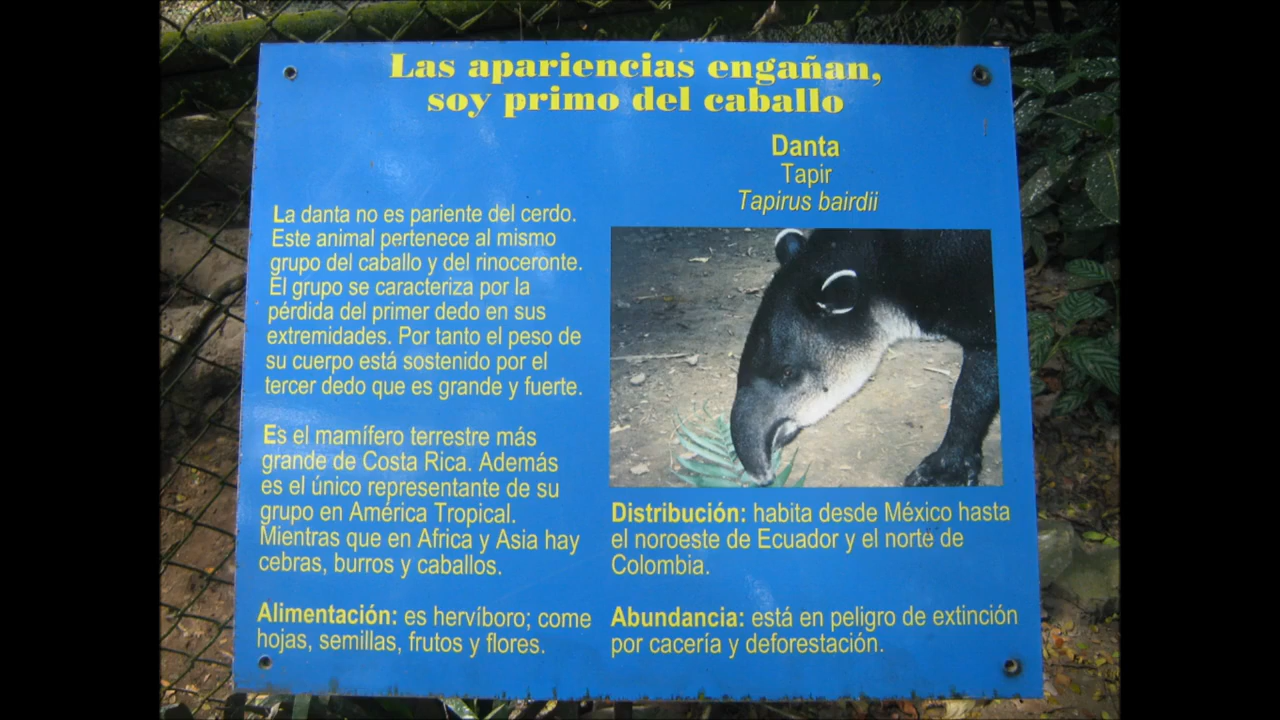 Las apariencias engañan,
soy primo del caballo
Danta
Tapir
Tapirus bairdii
La danta no es pariente del cerdo.
Este animal pertenece al mismo
grupo del caballo y del rinoceronte.
El grupo se caracteriza por la
pérdida del primer dedo en sus
extremidades. Por tanto el peso de
su cuerpo está sostenido por el
tercer dedo que es grande y fuerte.
Es el mamífero terrestre más
grande de Costa Rica. Además
es el único representante de su
grupo en América Tropical.
Mientras que en Africa y Asia hay
cebras, burros y caballos.
Alimentación: es hervíboro; come
hojas, semillas, frutos y flores.
Distribución: habita desde México hasta
el noroeste de Ecuador y el norte de
Colombia.
Abundancia: está en peligro de extinción
por cacería y deforestación.